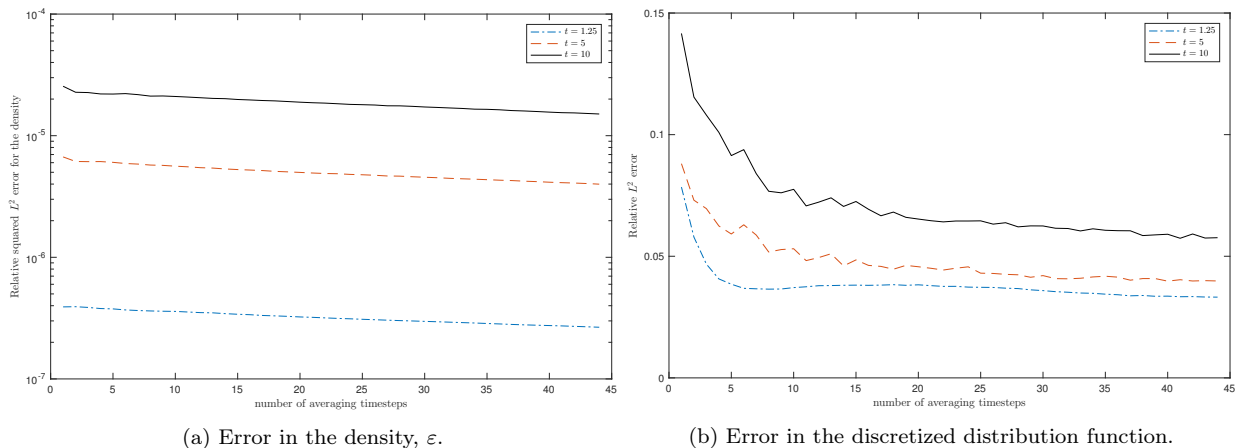 10^{-4}
10^{-5}
10^{-6}
10^{-7}
Relative squared L^2 error for the density
t = 1.25
t = 5
t = 10
0 5 10 15 20 25 30 35 40 45
number of averaging timesteps
(a) Error in the density, ε.
0.15
0.1
0.05
0
Relative L^2 error
t = 1.25
t = 5
t = 10
0 5 10 15 20 25 30 35 40 45
number of averaging timesteps
(b) Error in the discretized distribution function.